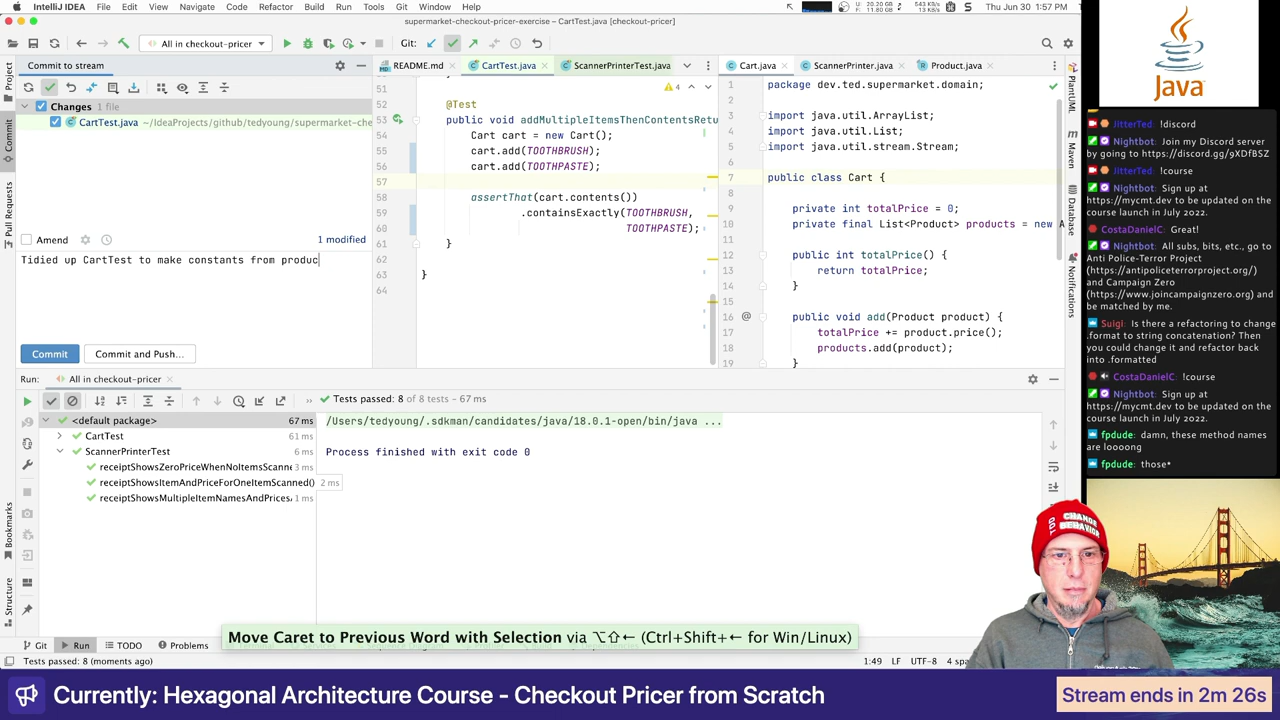 IntelliJ IDEA File Edit View Navigate Code Refactor Build Run Tools Git Window Help
Thu Jun 30 1:57 PM
supermarket-checkout-pricer-exercise – CartTest.java [checkout-pricer]
All in checkout-pricer
Git:
Commit to stream
Changes 1 file
CartTest.java ~/IdeaProjects/github/tedyoung/supermarket-che
Amend
1 modified
Tidied up CartTest to make constants from produc
Commit
Commit and Push...
Project
Commit
Pull Requests
Bookmarks
Structure
README.md
CartTest.java
ScannerPrinterTest.java
4
51
52 @Test
53 public void addMultipleItemsThenContentsRetu
54 Cart cart = new Cart();
55 cart.add(TOOTHBRUSH);
56 cart.add(TOOTHPASTE);
57
58 assertThat(cart.contents())
59 .containsExactly(TOOTHBRUSH,
60 TOOTHPASTE);
61 }
62
63 }
64
Cart.java
ScannerPrinter.java
Product.java
1 package dev.ted.supermarket.domain;
2
3 import java.util.ArrayList;
4 import java.util.List;
5 import java.util.stream.Stream;
6
7 public class Cart {
8
9 private int totalPrice = 0;
10 private final List<Product> products = new A
11
12 public int totalPrice() {
13 return totalPrice;
14 }
15
16 public void add(Product product) {
17 totalPrice += product.price();
18 products.add(product);
19 }
PlantUML
Maven
Database
Notifications
Run:
All in checkout-pricer
Tests passed: 8 of 8 tests – 67 ms
<default package> 67 ms
CartTest 61 ms
ScannerPrinterTest 6 ms
receiptShowsZeroPriceWhenNoItemsScanne 3 ms
receiptShowsItemAndPriceForOneItemScanned() 2 ms
receiptShowsMultipleItemNamesAndPrices 1 ms
/Users/tedyoung/.sdkman/candidates/java/18.0.1-open/bin/java ...
Process finished with exit code 0
Move Caret to Previous Word with Selection via ⌥⇧← (Ctrl+Shift+← for Win/Linux)
Git
Run
TODO
Problems
Tests passed: 8 (moments ago)
1:49 LF UTF-8 4 spa
Java
JitterTed !discord
Nightbot: Join my Discord server
by going to https://discord.gg/9XDfBSZ
JitterTed !course
Nightbot: Sign up at
https://mycmt.dev to be updated on the
course launch in July 2022.
CostaDanielC: Great!
Nightbot: All subs, bits, etc., go to
Anti Police-Terror Project
(https://antipoliceterrorproject.org/)
and Campaign Zero
(https://www.joincampaignzero.org) and
be matched by me.
Suigi: Is there a refactoring to change
.format to string concatenation? Then
you could change it and refactor back
into .formatted
CostaDanielC: !course
Nightbot: Sign up at
https://mycmt.dev to be updated on the
course launch in July 2022.
fpdude: damn, these method names
are loooong
fpdude: those*
CHANGE
BEHAVIOR
TOO
Currently: Hexagonal Architecture Course - Checkout Pricer from Scratch
Stream ends in 2m 26s